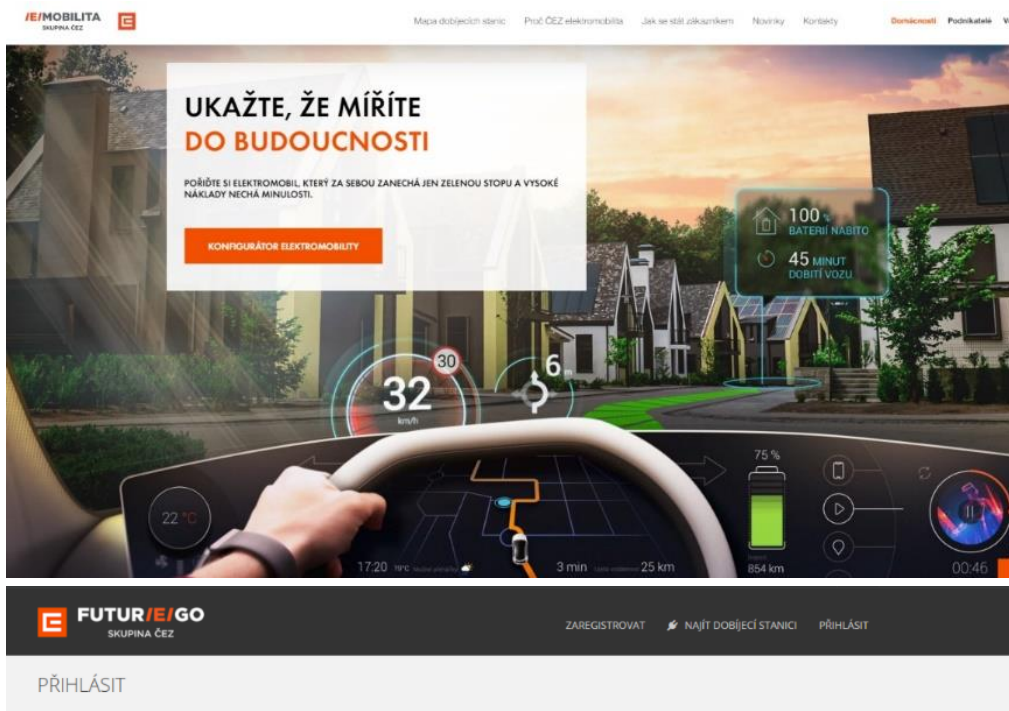 /E/MOBILITA
SKUPINA ČEZ
Mapa dobíjecích stanic Proč ČEZ elektromobilita Jak se stát zákazníkem Novinky Kontakty Domácnosti Podnikatelé
UKAŽTE, ŽE MÍŘÍTE
DO BUDOUCNOSTI
POŘIĎTE SI ELEKTROMOBIL, KTERÝ ZA SEBOU ZANECHÁ JEN ZELENOU STOPU A VYSOKÉ
NÁKLADY NECHÁ MINULOSTI.
KONFIGURÁTOR ELEKTROMOBILITY
100 %
BATERIÍ NABITO
45 MINUT
DOBITÍ VOZU
30
32
km/h
6 m
75 %
22 °C
17:20 19°C
3 min
25 km
854 km
00:46
FUTUR/E/GO
SKUPINA ČEZ
ZAREGISTROVAT NAJÍT DOBÍJECÍ STANICI PŘIHLÁSIT
PŘIHLÁSIT